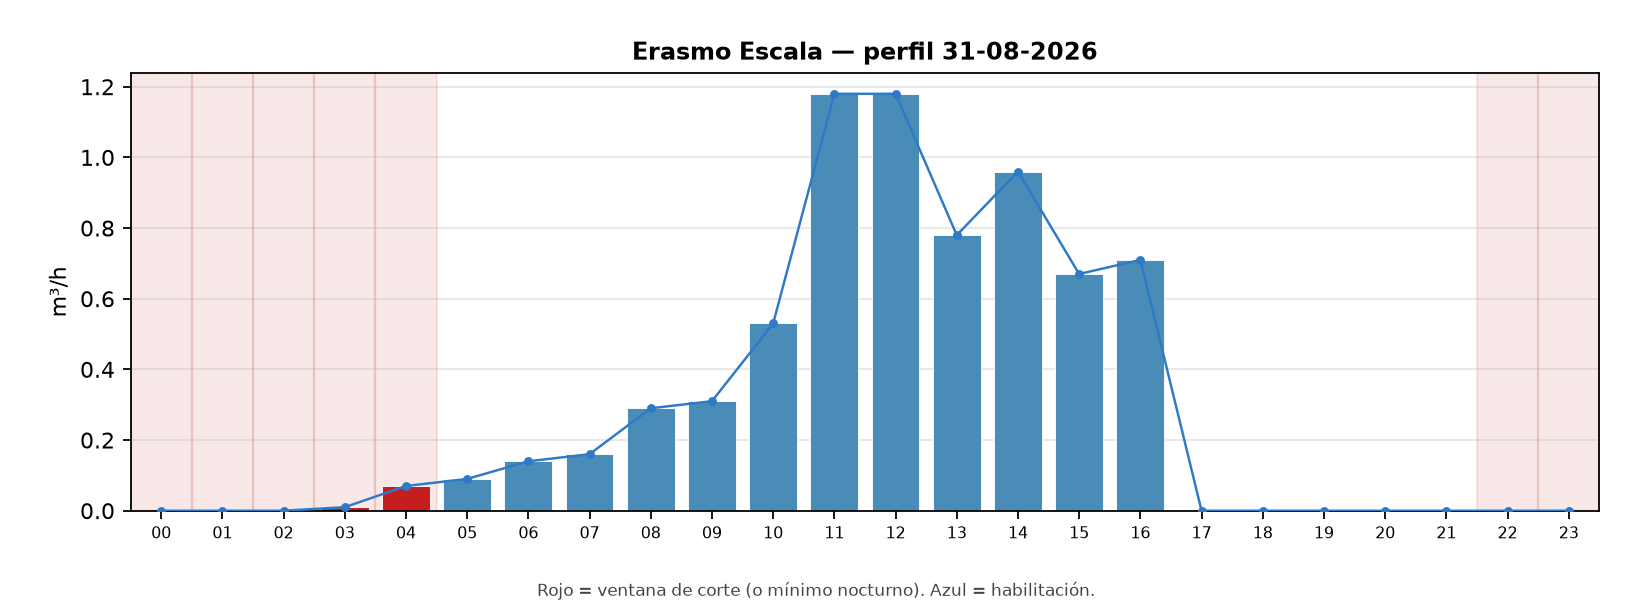 Erasmo Escala — perfil 31-08-2026
m³/h
1.2
1.0
0.8
0.6
0.4
0.2
0.0
00 01 02 03 04 05 06 07 08 09 10 11 12 13 14 15 16 17 18 19 20 21 22 23
Rojo = ventana de corte (o mínimo nocturno). Azul = habilitación.